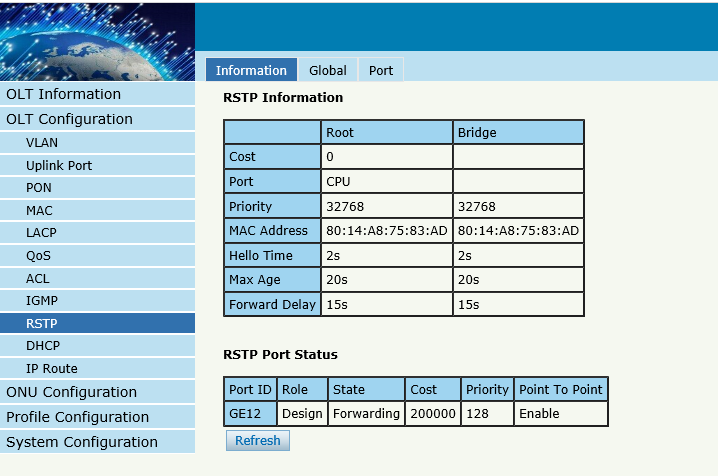 Information Global Port
OLT Information
OLT Configuration
VLAN
Uplink Port
PON
MAC
LACP
QoS
ACL
IGMP
RSTP
DHCP
IP Route
ONU Configuration
Profile Configuration
System Configuration
RSTP Information
Root Bridge
Cost 0
Port CPU
Priority 32768 32768
MAC Address 80:14:A8:75:83:AD 80:14:A8:75:83:AD
Hello Time 2s 2s
Max Age 20s 20s
Forward Delay 15s 15s
RSTP Port Status
Port ID Role State Cost Priority Point To Point
GE12 Design Forwarding 200000 128 Enable
Refresh